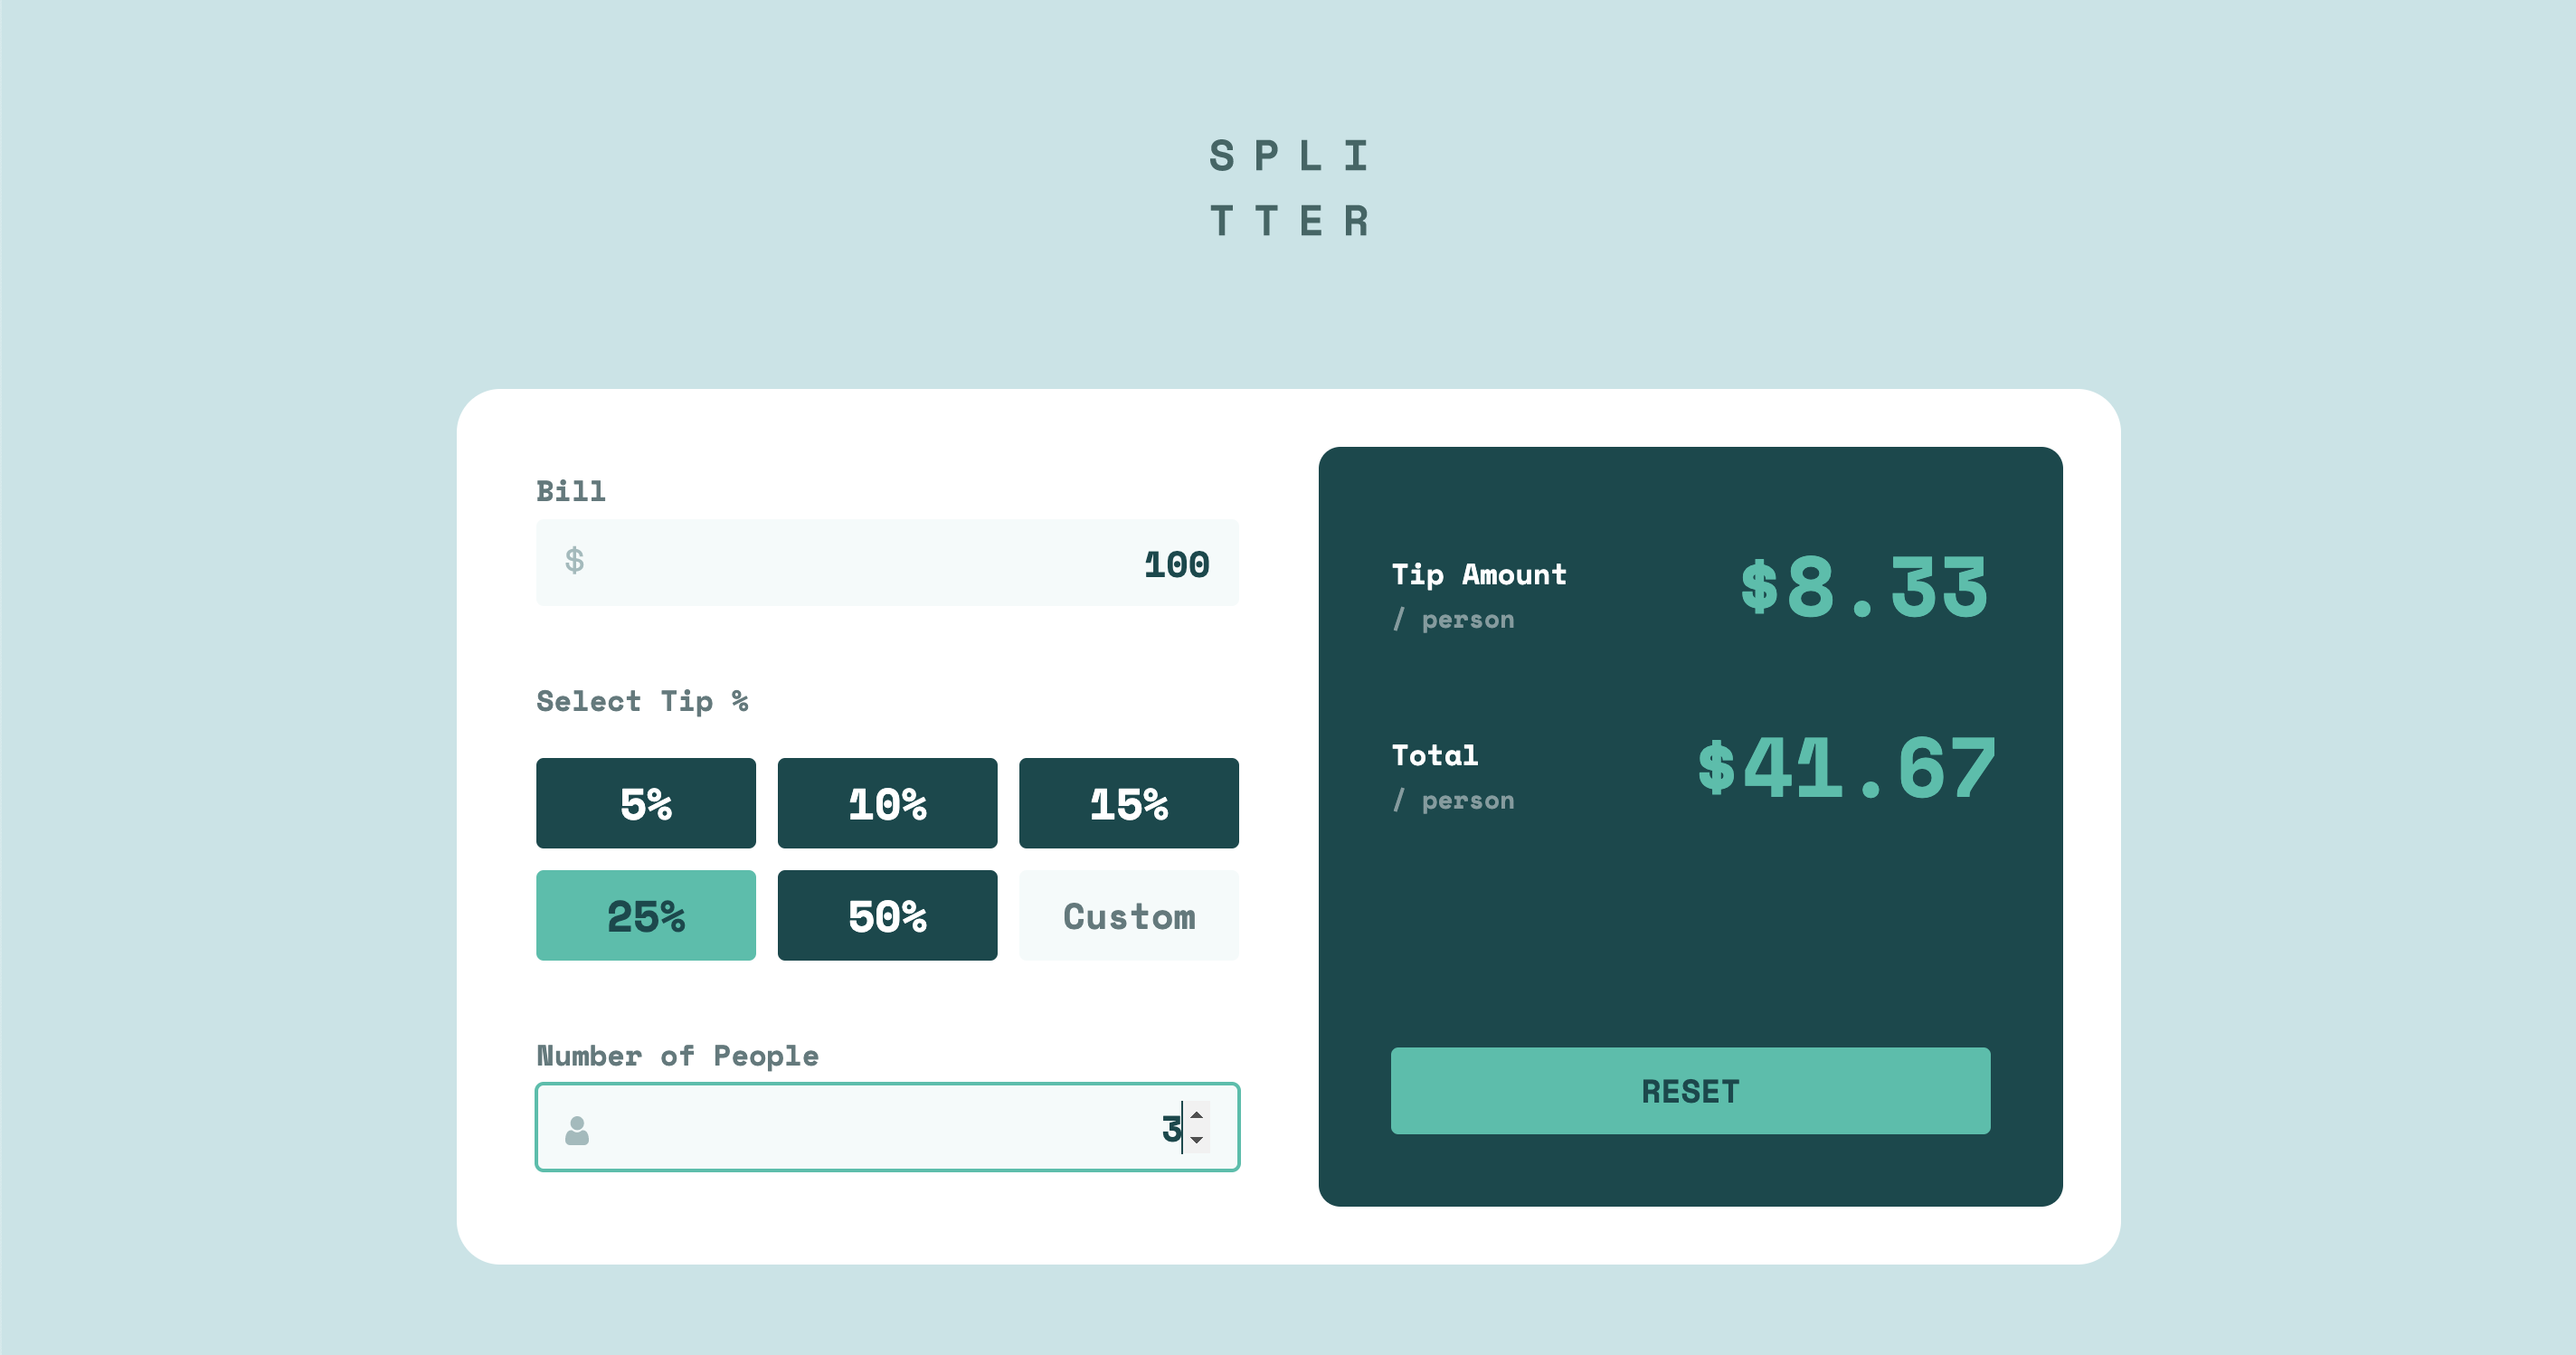 S P L I
T T E R
Bill
$ 100
Select Tip %
5% 10% 15%
25% 50% Custom
Number of People
3
Tip Amount $8.33
/ person
Total $41.67
/ person
RESET